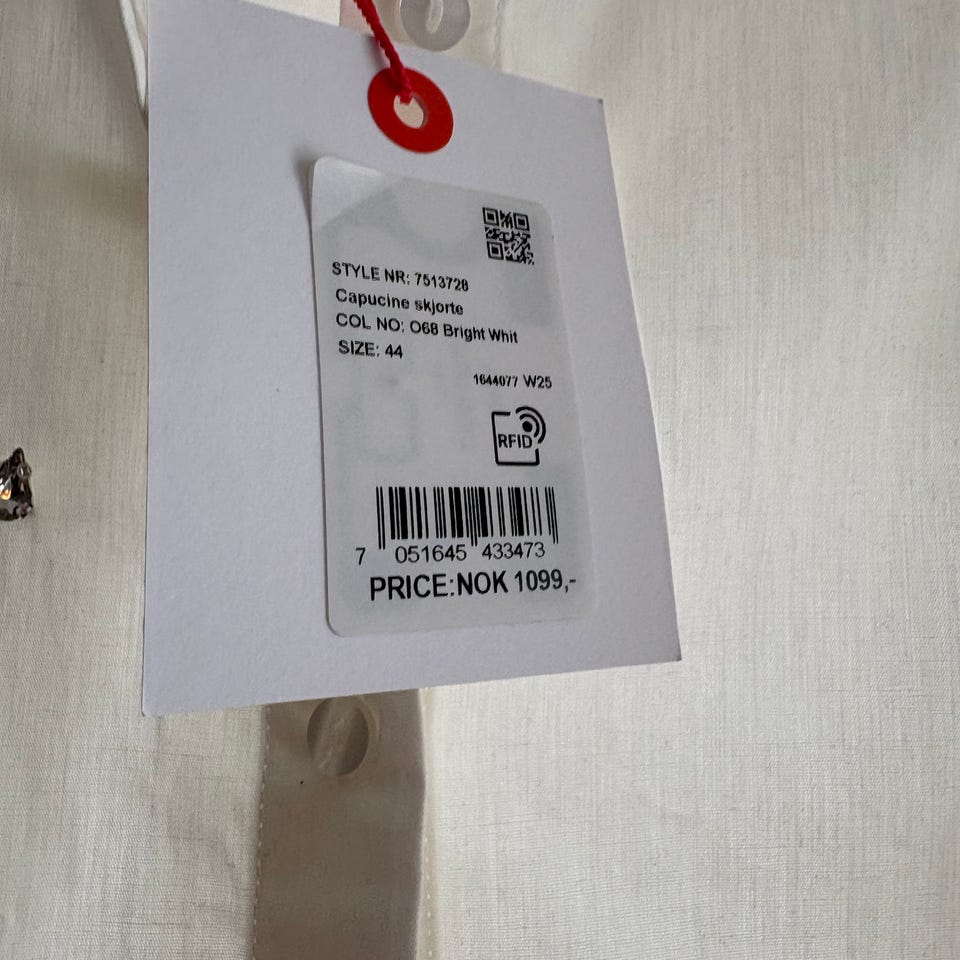 STYLE NR: 7513728
Capucine skjorte
COL NO: O68 Bright Whit
SIZE: 44
1644077 W25
RFID
7 051645 433473
PRICE:NOK 1099,-